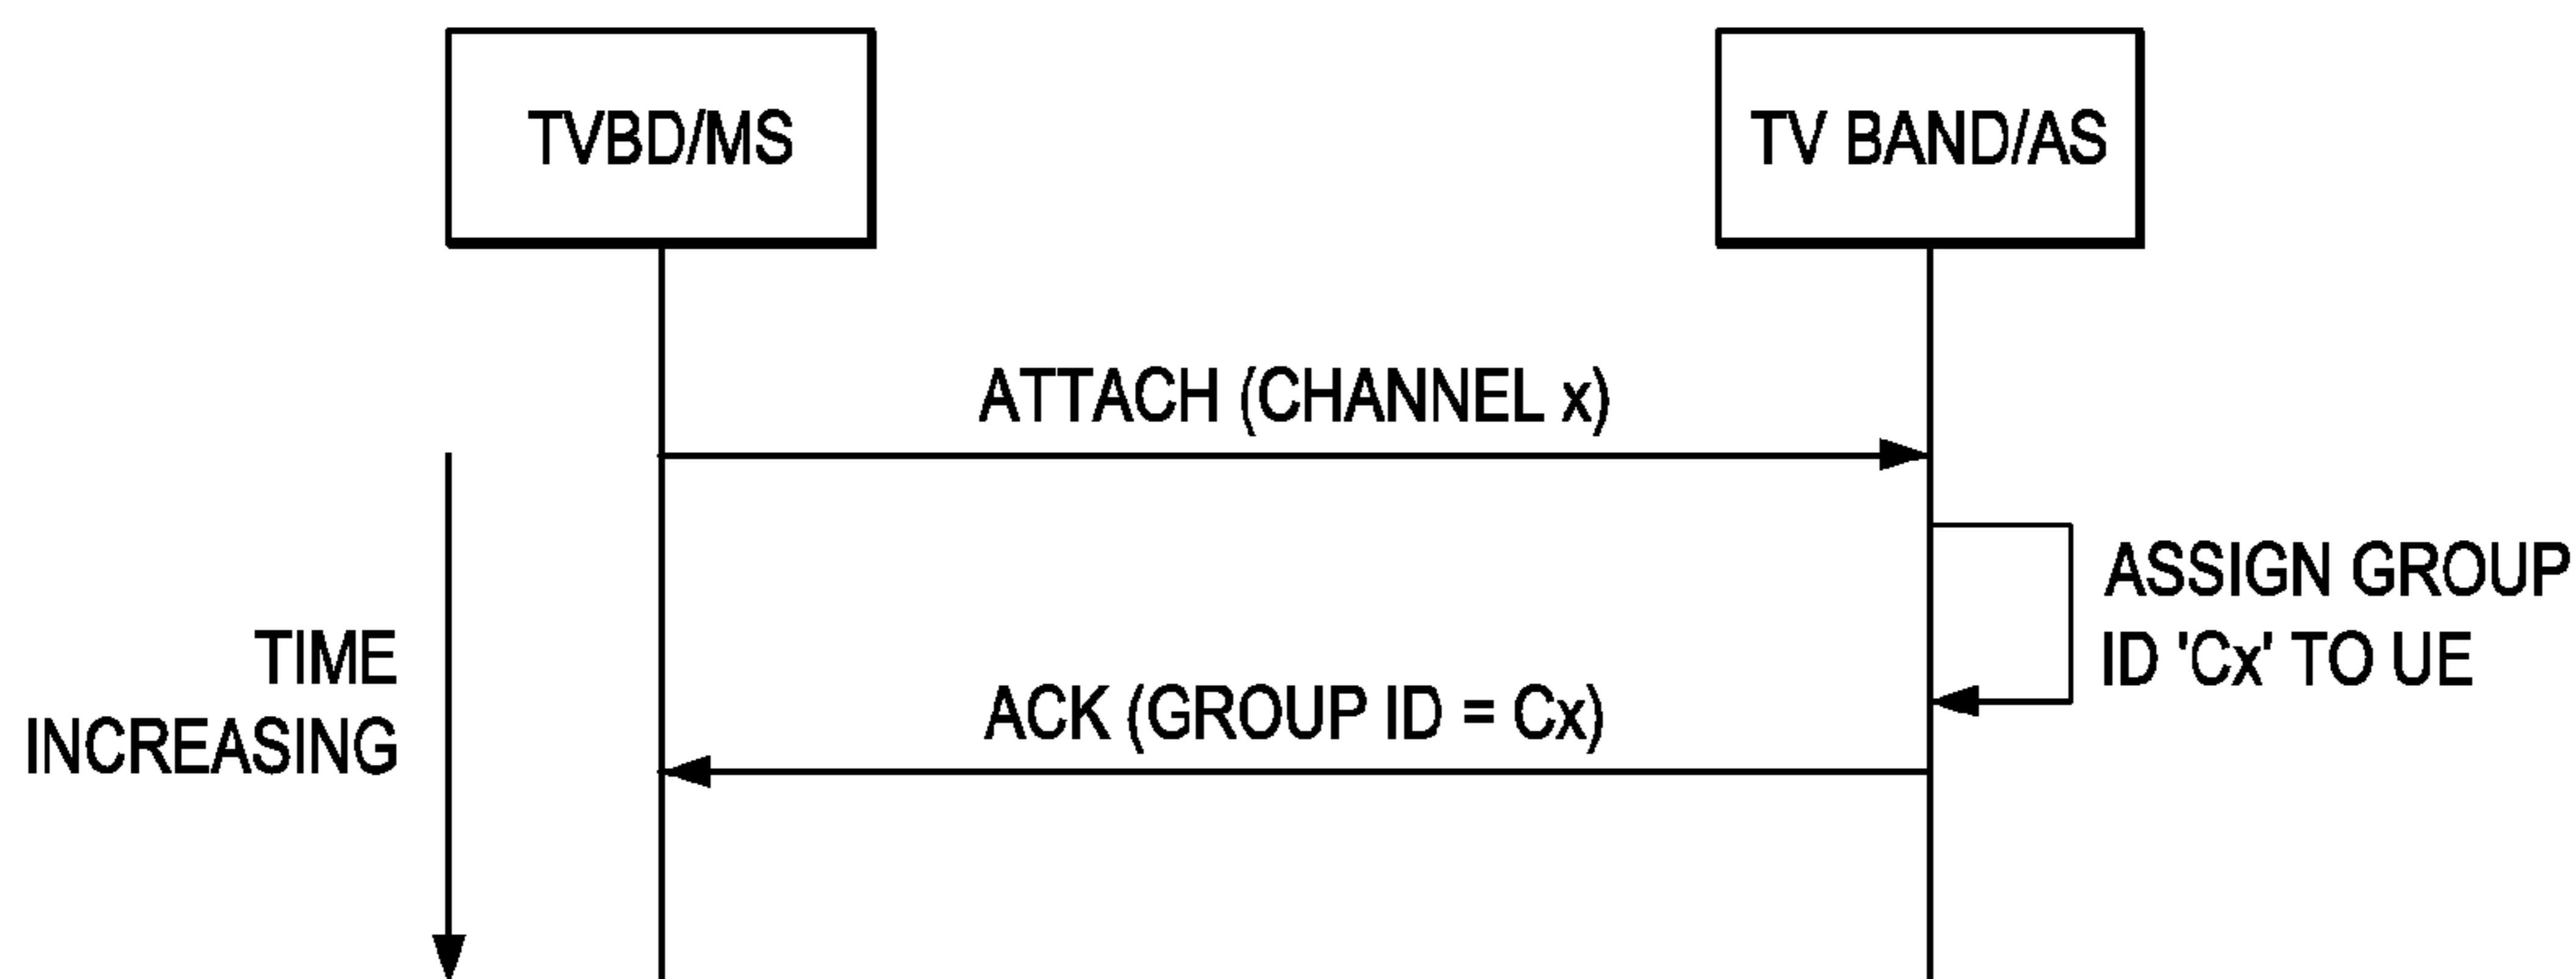 TVBD/MS
TV BAND/AS
ATTACH (CHANNEL x)
ASSIGN GROUP
ID 'Cx' TO UE
TIME
INCREASING
ACK (GROUP ID = Cx)